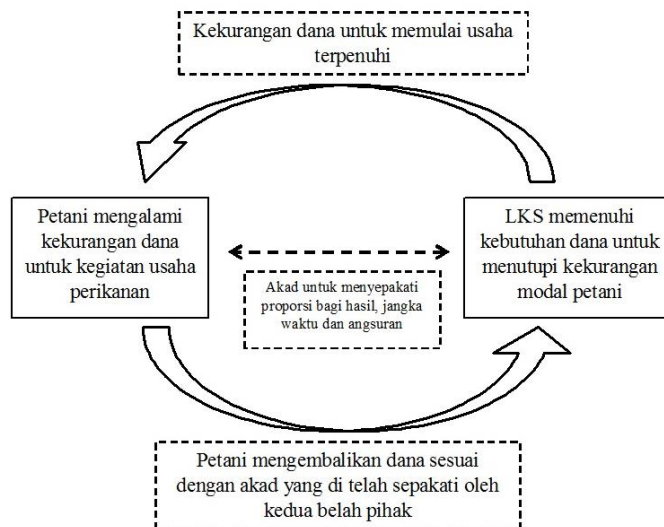 Kekurangan dana untuk memulai usaha
terpenuhi
Petani mengalami
kekurangan dana
untuk kegiatan usaha
perikanan
LKS memenuhi
kebutuhan dana untuk
menutupi kekurangan
modal petani
Akad untuk menyepakati
proporsi bagi hasil, jangka
waktu dan angsuran
Petani mengembalikan dana sesuai
dengan akad yang di telah sepakati oleh
kedua belah pihak